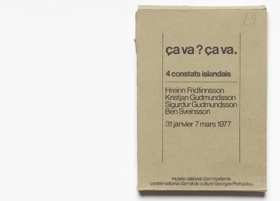 ça va ? ça va.
4 constats islandais
Hreinn Fridfinnsson
Kristjan Gudmundsson
Sigurdur Gudmundsson
Ben Sveinsson
31 janvier 7 mars 1977
musée national d'art moderne
centre national d'art et de culture Georges Pompidou